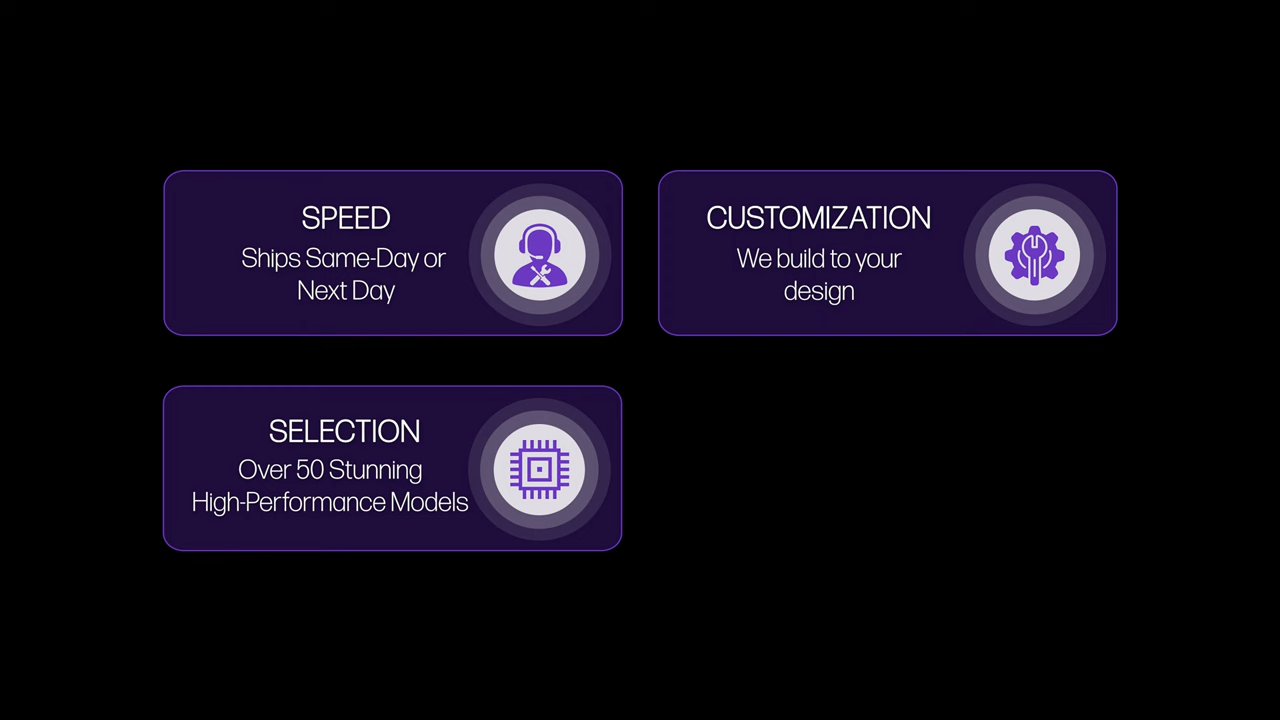 SPEED
Ships Same-Day or
Next Day
CUSTOMIZATION
We build to your
design
SELECTION
Over 50 Stunning
High-Performance Models